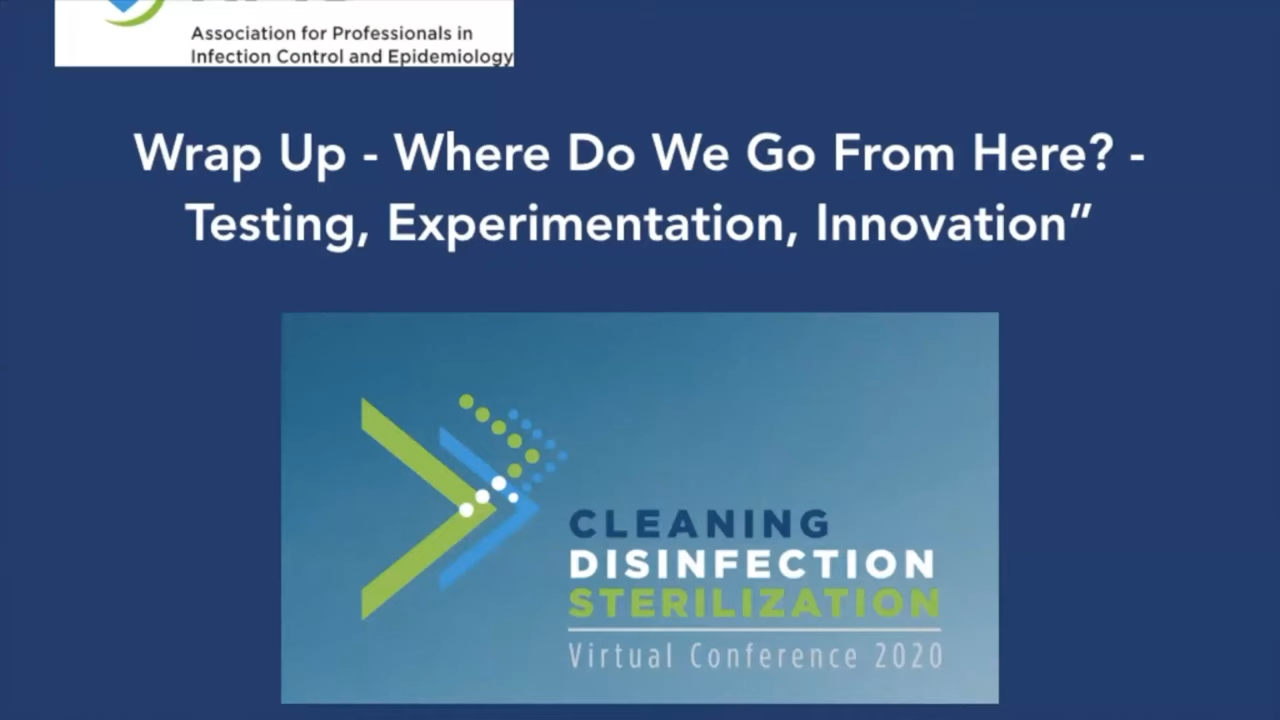 Association for Professionals in
Infection Control and Epidemiology
Wrap Up - Where Do We Go From Here? -
Testing, Experimentation, Innovation”
CLEANING
DISINFECTION
STERILIZATION
Virtual Conference 2020